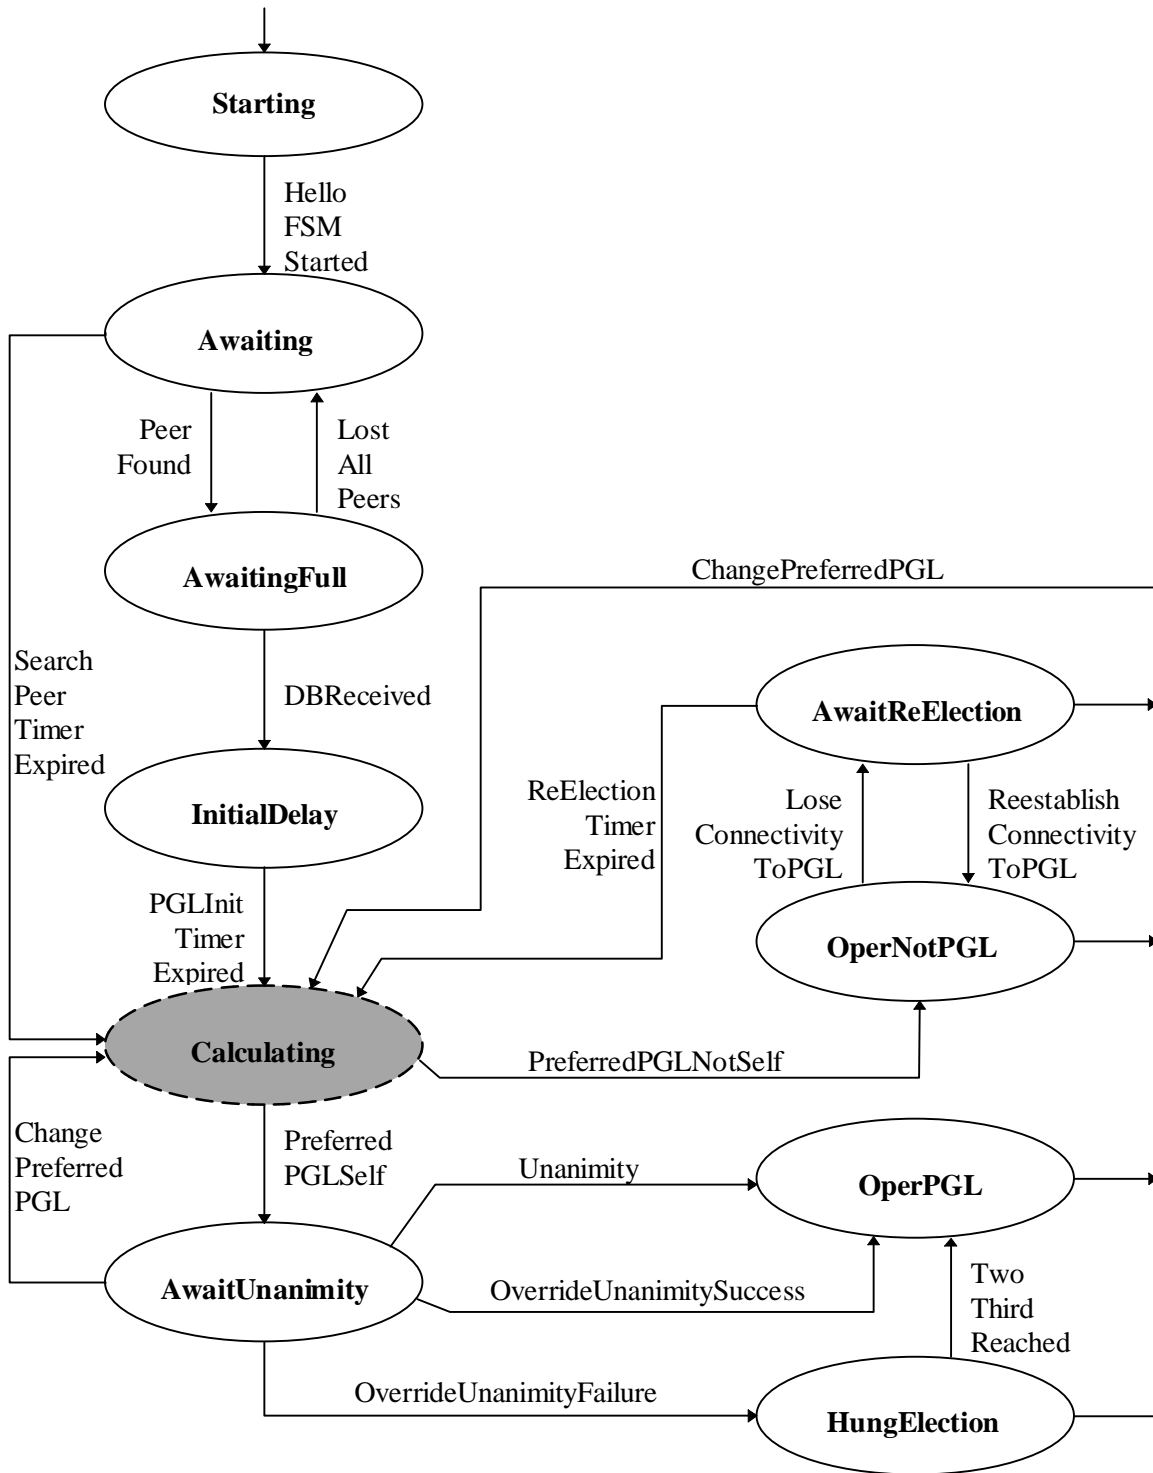 Starting
Hello
FSM
Started
Awaiting
Peer
Found
Lost
All
Peers
AwaitingFull
ChangePreferredPGL
Search
Peer
Timer
Expired
DBReceived
AwaitReElection
InitialDelay
ReElection
Timer
Expired
Lose
Connectivity
ToPGL
Reestablish
Connectivity
ToPGL
PGLInit
Timer
Expired
OperNotPGL
Calculating
PreferredPGLNotSelf
Change
Preferred
PGL
Preferred
PGLSelf
Unanimity
OperPGL
AwaitUnanimity
OverrideUnanimitySuccess
Two
Third
Reached
OverrideUnanimityFailure
HungElection